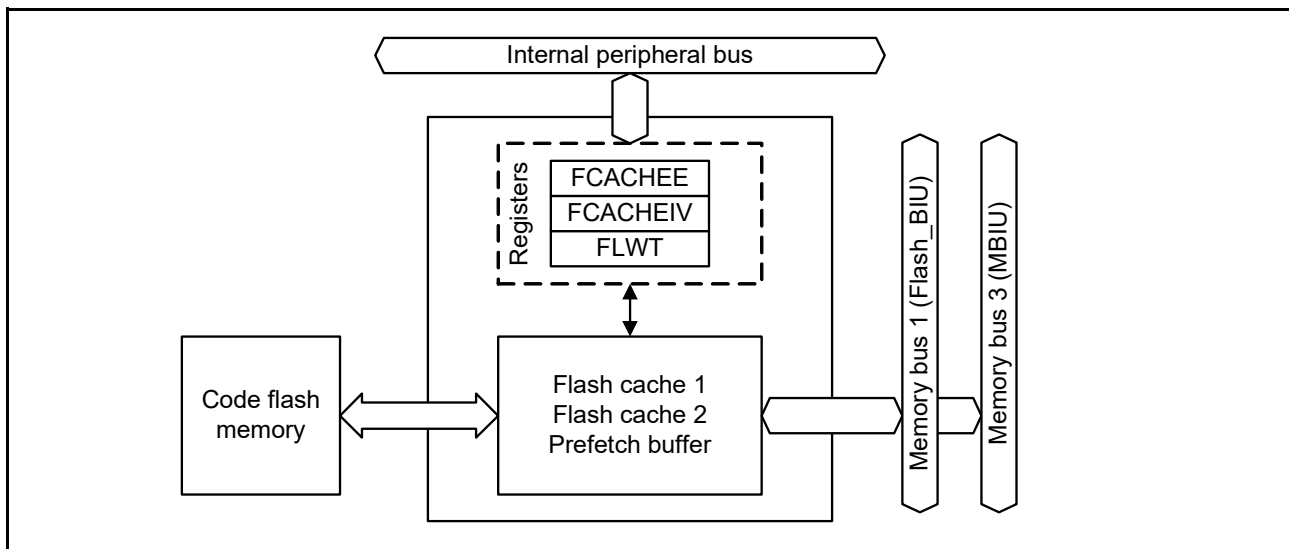 Internal peripheral bus
Registers
FCACHEE
FCACHEIV
FLWT
Code flash
memory
Flash cache 1
Flash cache 2
Prefetch buffer
Memory bus 1 (Flash_BIU)
Memory bus 3 (MBIU)